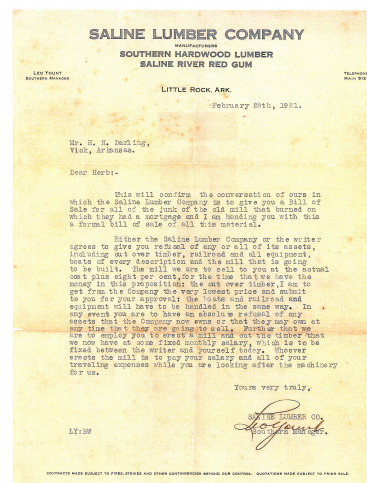 SALINE LUMBER COMPANY
MANUFACTURERS
SOUTHERN HARDWOOD LUMBER
SALINE RIVER RED GUM
LEO YOUNT
SOUTHERN MANAGER
TELEPHONE
MAIN 512
LITTLE ROCK, ARK.
February 28th, 1921.
Mr. H. H. Darling,
Vick, Arkansas.
Dear Herb:-
This will confirm the conversation of ours in
which the Saline Lumber Company is to give you a Bill of
Sale for all of the junk of the old mill that burned on
which they had a mortgage and I am handing you with this
a formal bill of sale of all this material.
Either the Saline Lumber Company or the writer
agrees to give you refusal of any or all of its assets,
including cut over timber, railroad and all equipment,
boats of every description and the mill that is going
to be built. The mill we are to sell you at the actual
cost plus eight per cent, for the time that we have the
money in this proposition; the cut over timber, I am to
get from the Company the very lowest price and submit
to you for your approval; the boats and railroad and
equipment will have to be handled in the same way. In
any event you are to have an absolute refusal of any
assets that the Company now owns or that they may own at
any time that they are going to sell. Further that we
are to employ you to erect a mill and cut the timber that
we now have at some fixed monthly salary, which is to be
fixed between the writer and yourself today. Whoever
erects the mill is to pay your salary and all of your
traveling expenses while you are looking after the machinery
for us.
Yours very truly,
SALINE LUMBER CO.
Leo Yount
Southern Manager.
LY:BW
CONTRACTS MADE SUBJECT TO FIRES, STRIKES AND OTHER CONTINGENCIES BEYOND OUR CONTROL. QUOTATIONS MADE SUBJECT TO PRIOR SALE.